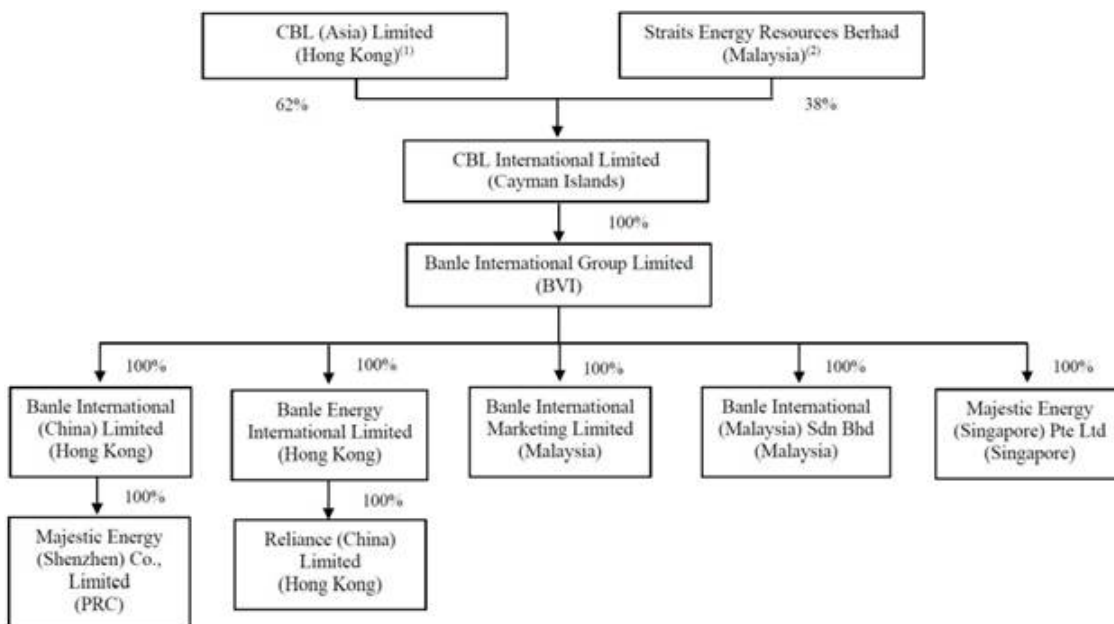 CBL (Asia) Limited
(Hong Kong)(1)
Straits Energy Resources Berhad
(Malaysia)(2)
62%
38%
CBL International Limited
(Cayman Islands)
100%
Banle International Group Limited
(BVI)
100%
100%
100%
100%
100%
Banle International
(China) Limited
(Hong Kong)
Banle Energy
International Limited
(Hong Kong)
Banle International
Marketing Limited
(Malaysia)
Banle International
(Malaysia) Sdn Bhd
(Malaysia)
Majestic Energy
(Singapore) Pte Ltd
(Singapore)
100%
100%
Majestic Energy
(Shenzhen) Co.,
Limited
(PRC)
Reliance (China)
Limited
(Hong Kong)